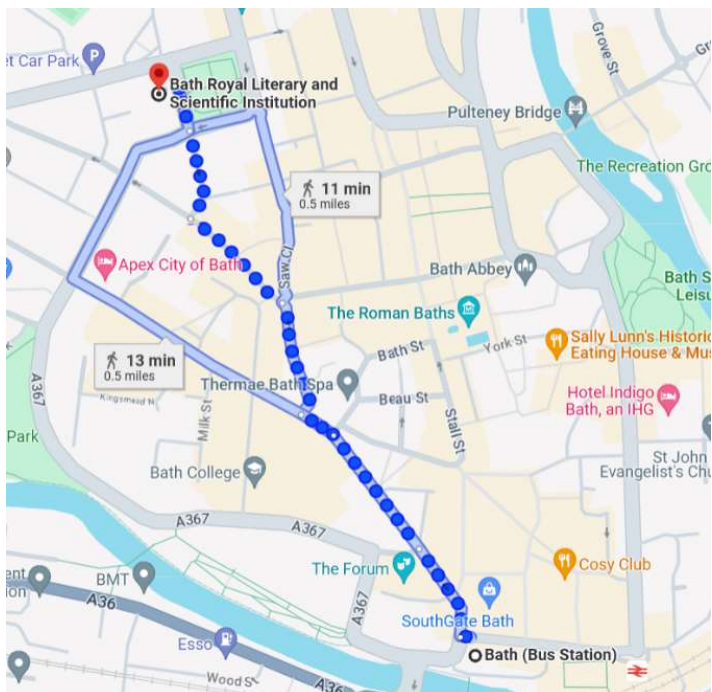 et Car Park
Bath Royal Literary and
Scientific Institution
Grove St
Gro
Pulteney Bridge
The Recreation Gro
11 min
0.5 miles
Saw Cl
Apex City of Bath
Bath Abbey
Bath S
Leisu
The Roman Baths
13 min
0.5 miles
Bath St
York St
Sally Lunn's Historic
Eating House & Mus
Thermae Bath Spa
A367
Kingsmead N
Beau St
Hotel Indigo
Bath, an IHG
Milk St
Stall St
Park
Bath College
St John
Evangelist's Chu
A367
A367
The Forum
Cosy Club
ent
tion
BMT
A367
A36
SouthGate Bath
Esso
Bath (Bus Station)
Wood St